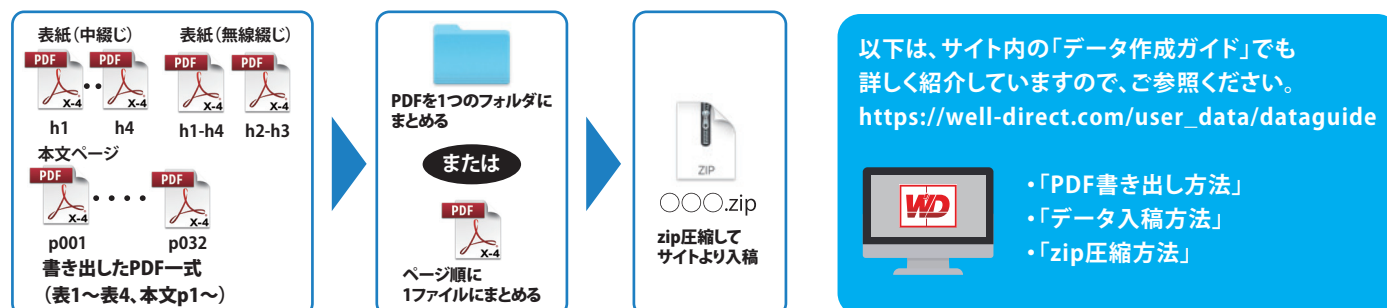 表紙（中綴じ）
表紙（無線綴じ）
PDF
X-4
PDF
X-4
PDF
X-4
PDF
X-4
h1
h4
h1-h4
h2-h3
本文ページ
PDF
X-4
PDF
X-4
p001
p032
書き出したPDF一式
（表1～表4、本文p1～）
PDFを1つのフォルダに
まとめる
または
PDF
X-4
ページ順に
1ファイルにまとめる
ZIP
○○○.zip
zip圧縮して
サイトより入稿
以下は、サイト内の「データ作成ガイド」でも
詳しく紹介していますので、ご参照ください。
https://well-direct.com/user_data/dataguide
WD
・「PDF書き出し方法」
・「データ入稿方法」
・「zip圧縮方法」